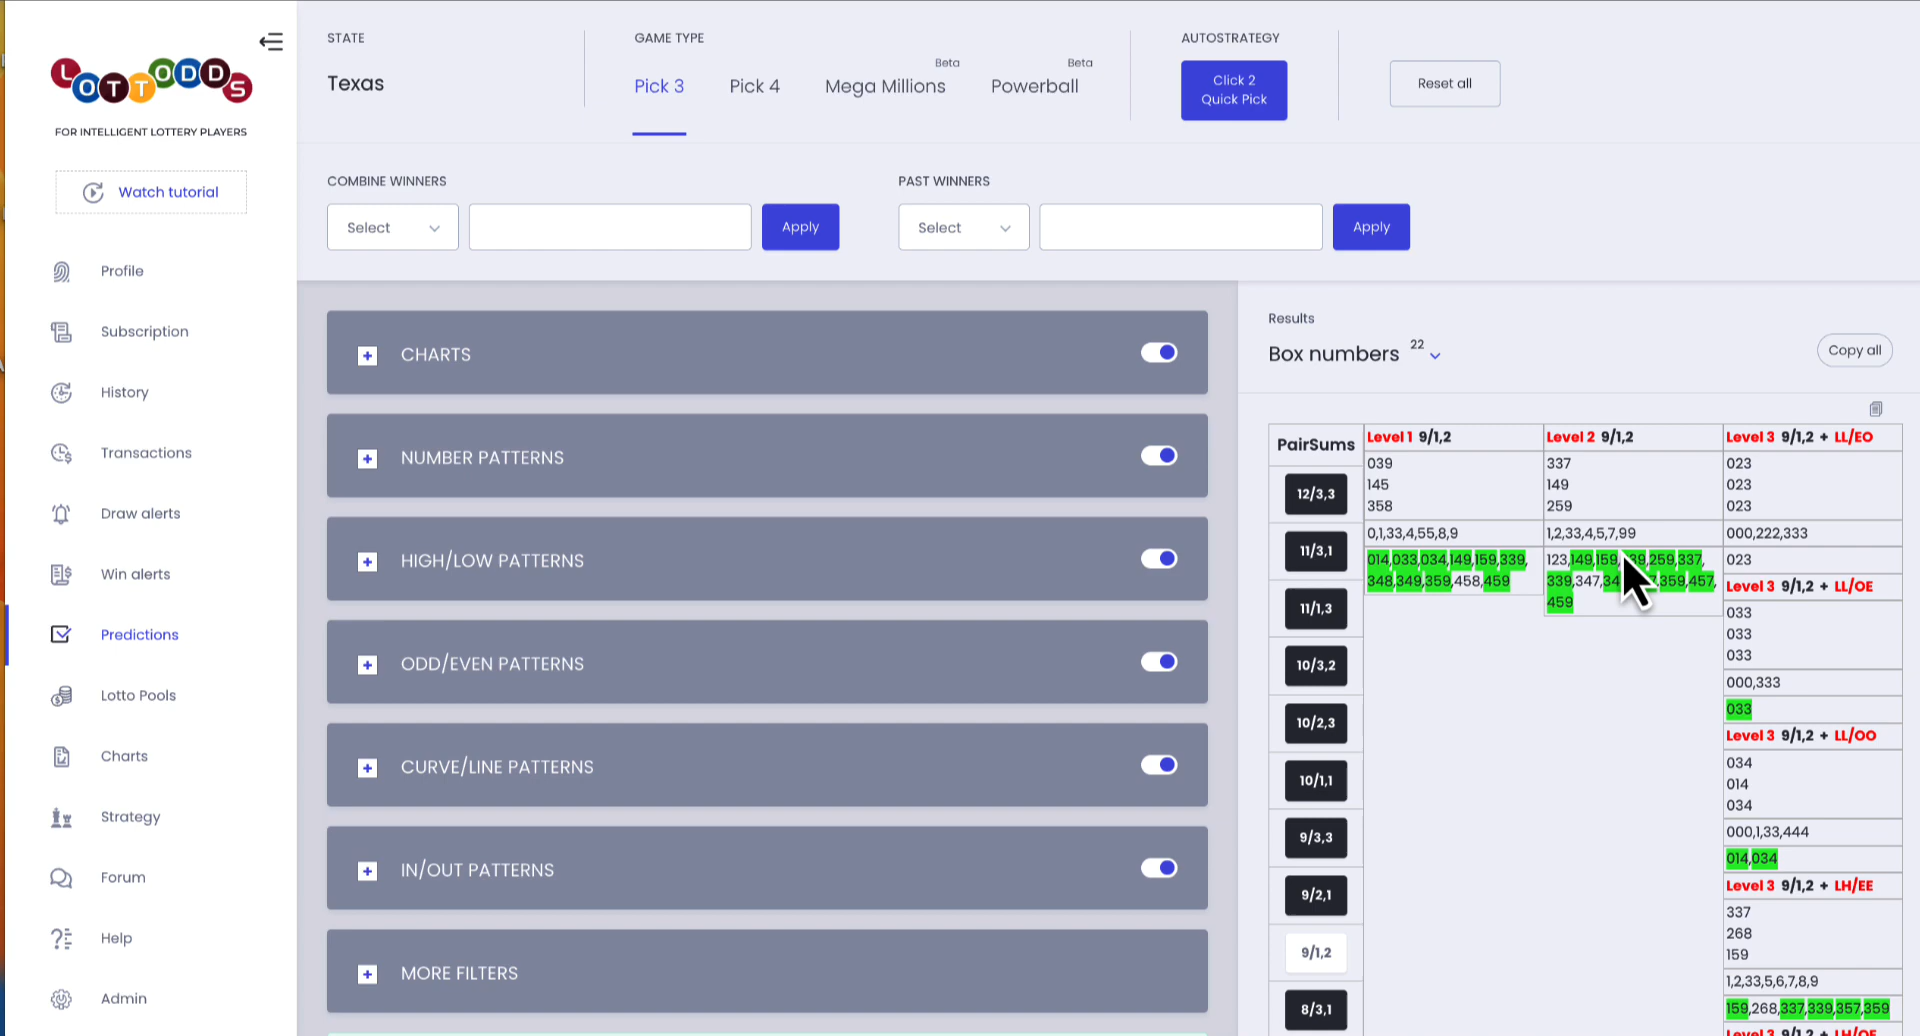 LOTTODDS
FOR INTELLIGENT LOTTERY PLAYERS
Watch tutorial
Profile
Subscription
History
Transactions
Draw alerts
Win alerts
Predictions
Lotto Pools
Charts
Strategy
Forum
Help
Admin
STATE
Texas
GAME TYPE
Pick 3
Pick 4
Mega Millions Beta
Powerball Beta
AUTOSTRATEGY
Click 2
Quick Pick
Reset all
COMBINE WINNERS
Select
Apply
PAST WINNERS
Select
Apply
CHARTS
NUMBER PATTERNS
HIGH/LOW PATTERNS
ODD/EVEN PATTERNS
CURVE/LINE PATTERNS
IN/OUT PATTERNS
MORE FILTERS
Results
Box numbers 22
Copy all
PairSums
12/3,3
11/3,1
11/1,3
10/3,2
10/2,3
10/1,1
9/3,3
9/2,1
9/1,2
8/3,1
Level 1 9/1,2
039
145
358
0,1,33,4,55,8,9
014,033,034,149,159,339,
348,349,359,458,459
Level 2 9/1,2
337
149
259
1,2,33,4,5,7,99
123,149,159, 259,337,
339,347, 359,457,
459
Level 3 9/1,2 + LL/EO
023
023
023
000,222,333
023
Level 3 9/1,2 + LL/OE
033
033
033
000,333
033
Level 3 9/1,2 + LL/OO
034
014
034
000,1,33,444
014,034
Level 3 9/1,2 + LH/EE
337
268
159
1,2,33,5,6,7,8,9
159,268,337,339,357,359
Level 3 9/1,2 + LH/OE